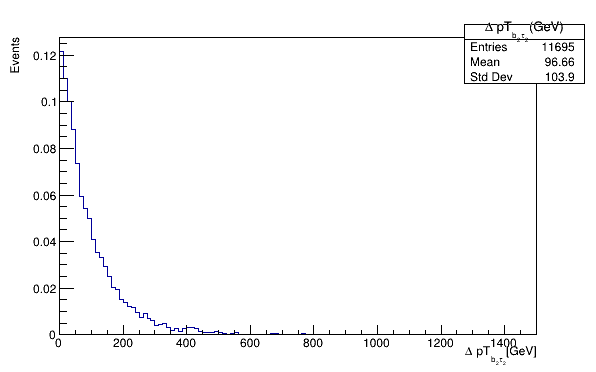 Δ pT_{b₂τ₂}(GeV)
Entries 11695
Mean 96.66
Std Dev 103.9
Events
0.12
0.1
0.08
0.06
0.04
0.02
0
0 200 400 600 800 1000 1200 1400
Δ pT_{b₂τ₂}[GeV]